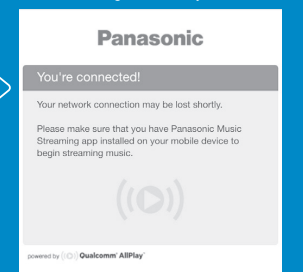 Panasonic
You're connected!
Your network connection may be lost shortly.
Please make sure that you have Panasonic Music
Streaming app installed on your mobile device to
begin streaming music.
powered by Qualcomm® AllPlay™